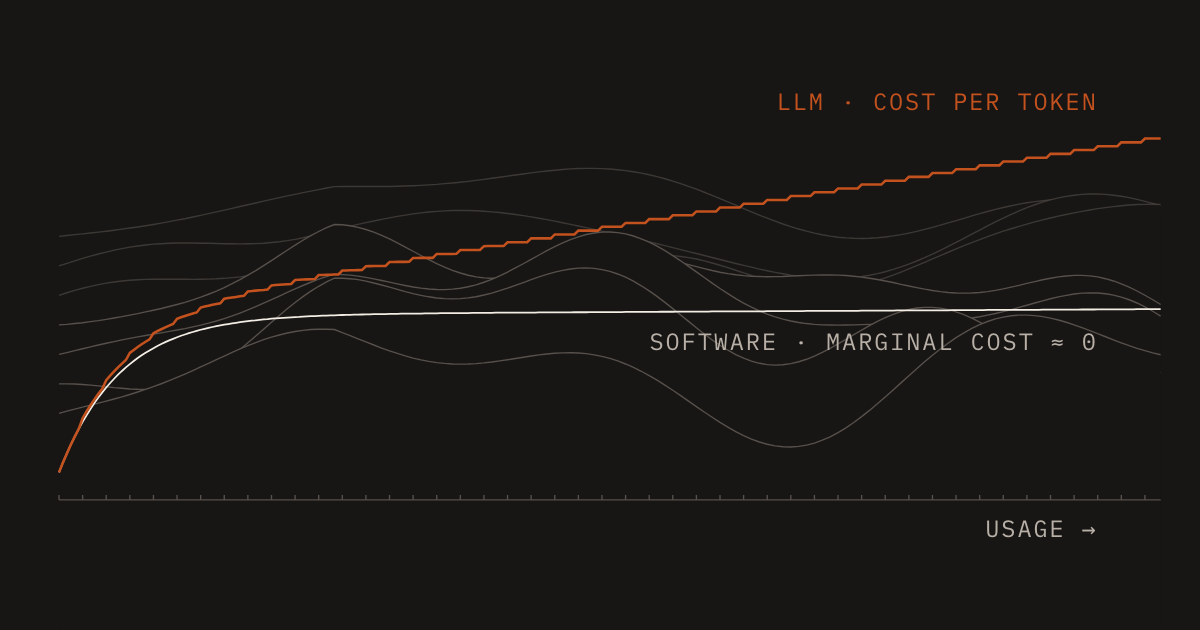 LLM · COST PER TOKEN
SOFTWARE · MARGINAL COST ≈ 0
USAGE →